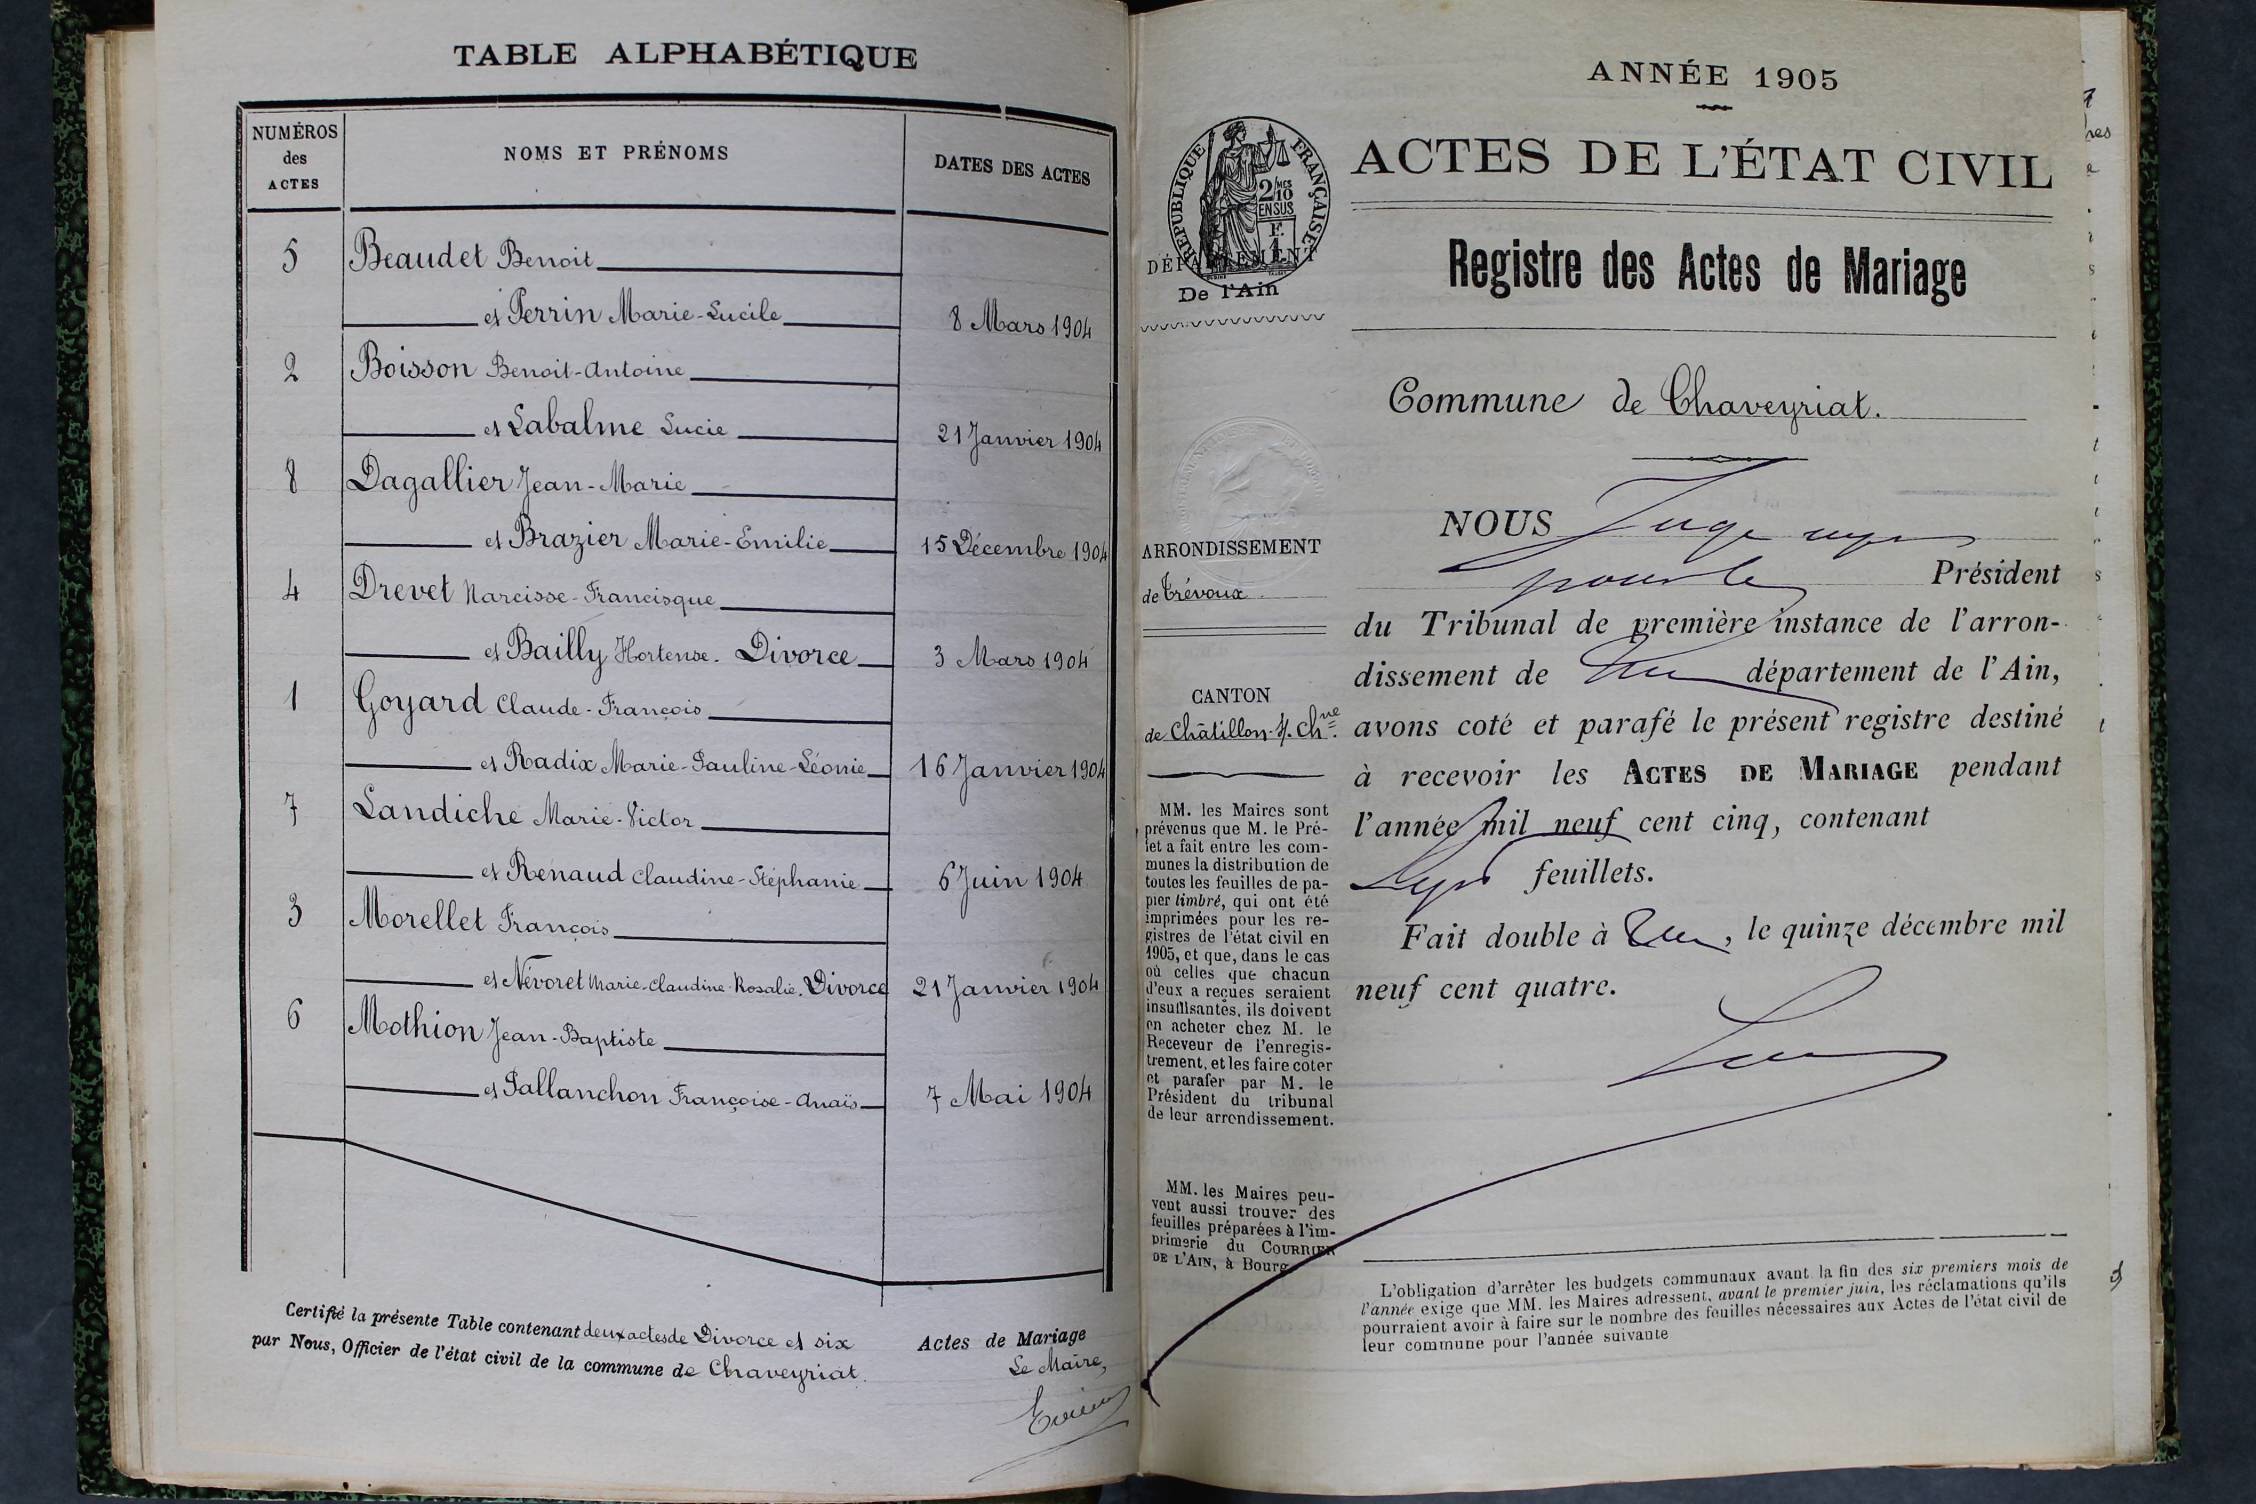 TABLE ALPHABÉTIQUE
NUMÉROS
des
ACTES
NOMS ET PRÉNOMS
DATES DES ACTES
5 Beaudet Benoit
et Perrin Marie-Lucile 8 Mars 1904
2 Boisson Benoit-Antoine
et Labalme Lucie 21 Janvier 1904
8 Dagallier Jean-Marie
et Brazier Marie-Emilie 15 Décembre 1904
4 Drevet Narcisse-Francisque
et Bailly Hortense. Divorce 3 Mars 1904
1 Goyard Claude-François
et Radix Marie-Pauline-Léonie 16 Janvier 1904
7 Landiche Marie-Victor
et Renaud Claudine-Stéphanie 6 Juin 1904
3 Morellet François
et Névoret Marie-Claudine-Rosalie. Divorce 21 Janvier 1904
6 Mothion Jean-Baptiste
et Pallanchon Françoise-Anaïs 7 Mai 1904
Certifié la présente Table contenant deux actes de Divorce et six Actes de Mariage
par Nous, Officier de l'état civil de la commune de Chaveyriat.
Le Maire,
ANNÉE 1905
ACTES DE L'ÉTAT CIVIL
Registre des Actes de Mariage
RÉPUBLIQUE FRANÇAISE
2/10 MES
EN SUS
F.
1
DÉPARTEMENT
De l'Ain
Commune de Chaveyriat.
ARRONDISSEMENT
de Trévoux
CANTON
de Châtillon-s/-Chne.
MM. les Maires sont
prévenus que M. le Pré-
fet a fait entre les com-
munes la distribution de
toutes les feuilles de pa-
pier timbré, qui ont été
imprimées pour les re-
gistres de l'état civil en
1905, et que, dans le cas
où celles que chacun
d'eux a reçues seraient
insuffisantes, ils doivent
en acheter chez M. le
Receveur de l'enregis-
trement, et les faire coter
et parafer par M. le
Président du tribunal
de leur arrondissement.
MM. les Maires peu-
vent aussi trouver des
feuilles préparées à l'im-
primerie du COURRIER
DE L'AIN, à Bourg
NOUS Juge
pour le Président
du Tribunal de première instance de l'arron-
dissement de département de l'Ain,
avons coté et parafé le présent registre destiné
à recevoir les ACTES DE MARIAGE pendant
l'année mil neuf cent cinq, contenant
feuillets.
Fait double à , le quinze décembre mil
neuf cent quatre.
L'obligation d'arrêter les budgets communaux avant la fin des six premiers mois de
l'année exige que MM. les Maires adressent, avant le premier juin, les réclamations qu'ils
pourraient avoir à faire sur le nombre des feuilles nécessaires aux Actes de l'état civil de
leur commune pour l'année suivante